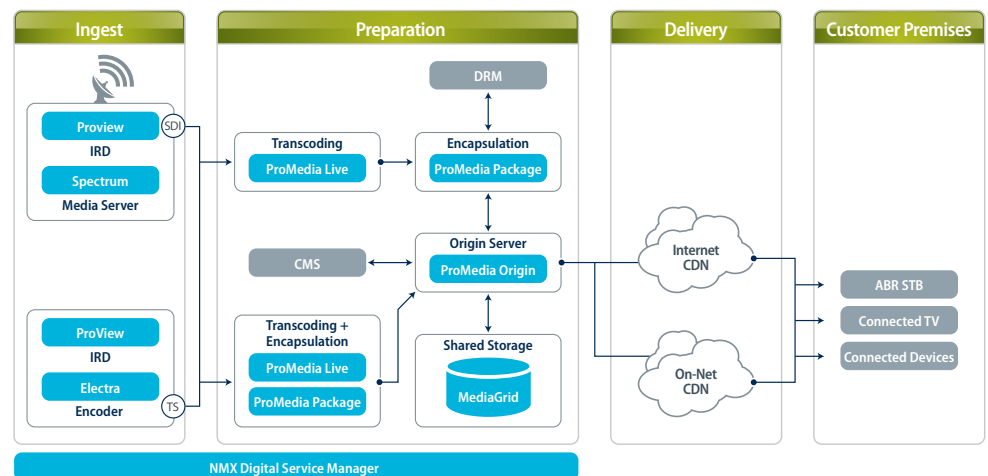 Ingest
Preparation
Delivery
Customer Premises
Proview
IRD
Spectrum
Media Server
SDI
ProView
IRD
Electra
Encoder
TS
DRM
Transcoding
ProMedia Live
Encapsulation
ProMedia Package
CMS
Origin Server
ProMedia Origin
Transcoding +
Encapsulation
ProMedia Live
ProMedia Package
Shared Storage
MediaGrid
Internet
CDN
On-Net
CDN
ABR STB
Connected TV
Connected Devices
NMX Digital Service Manager